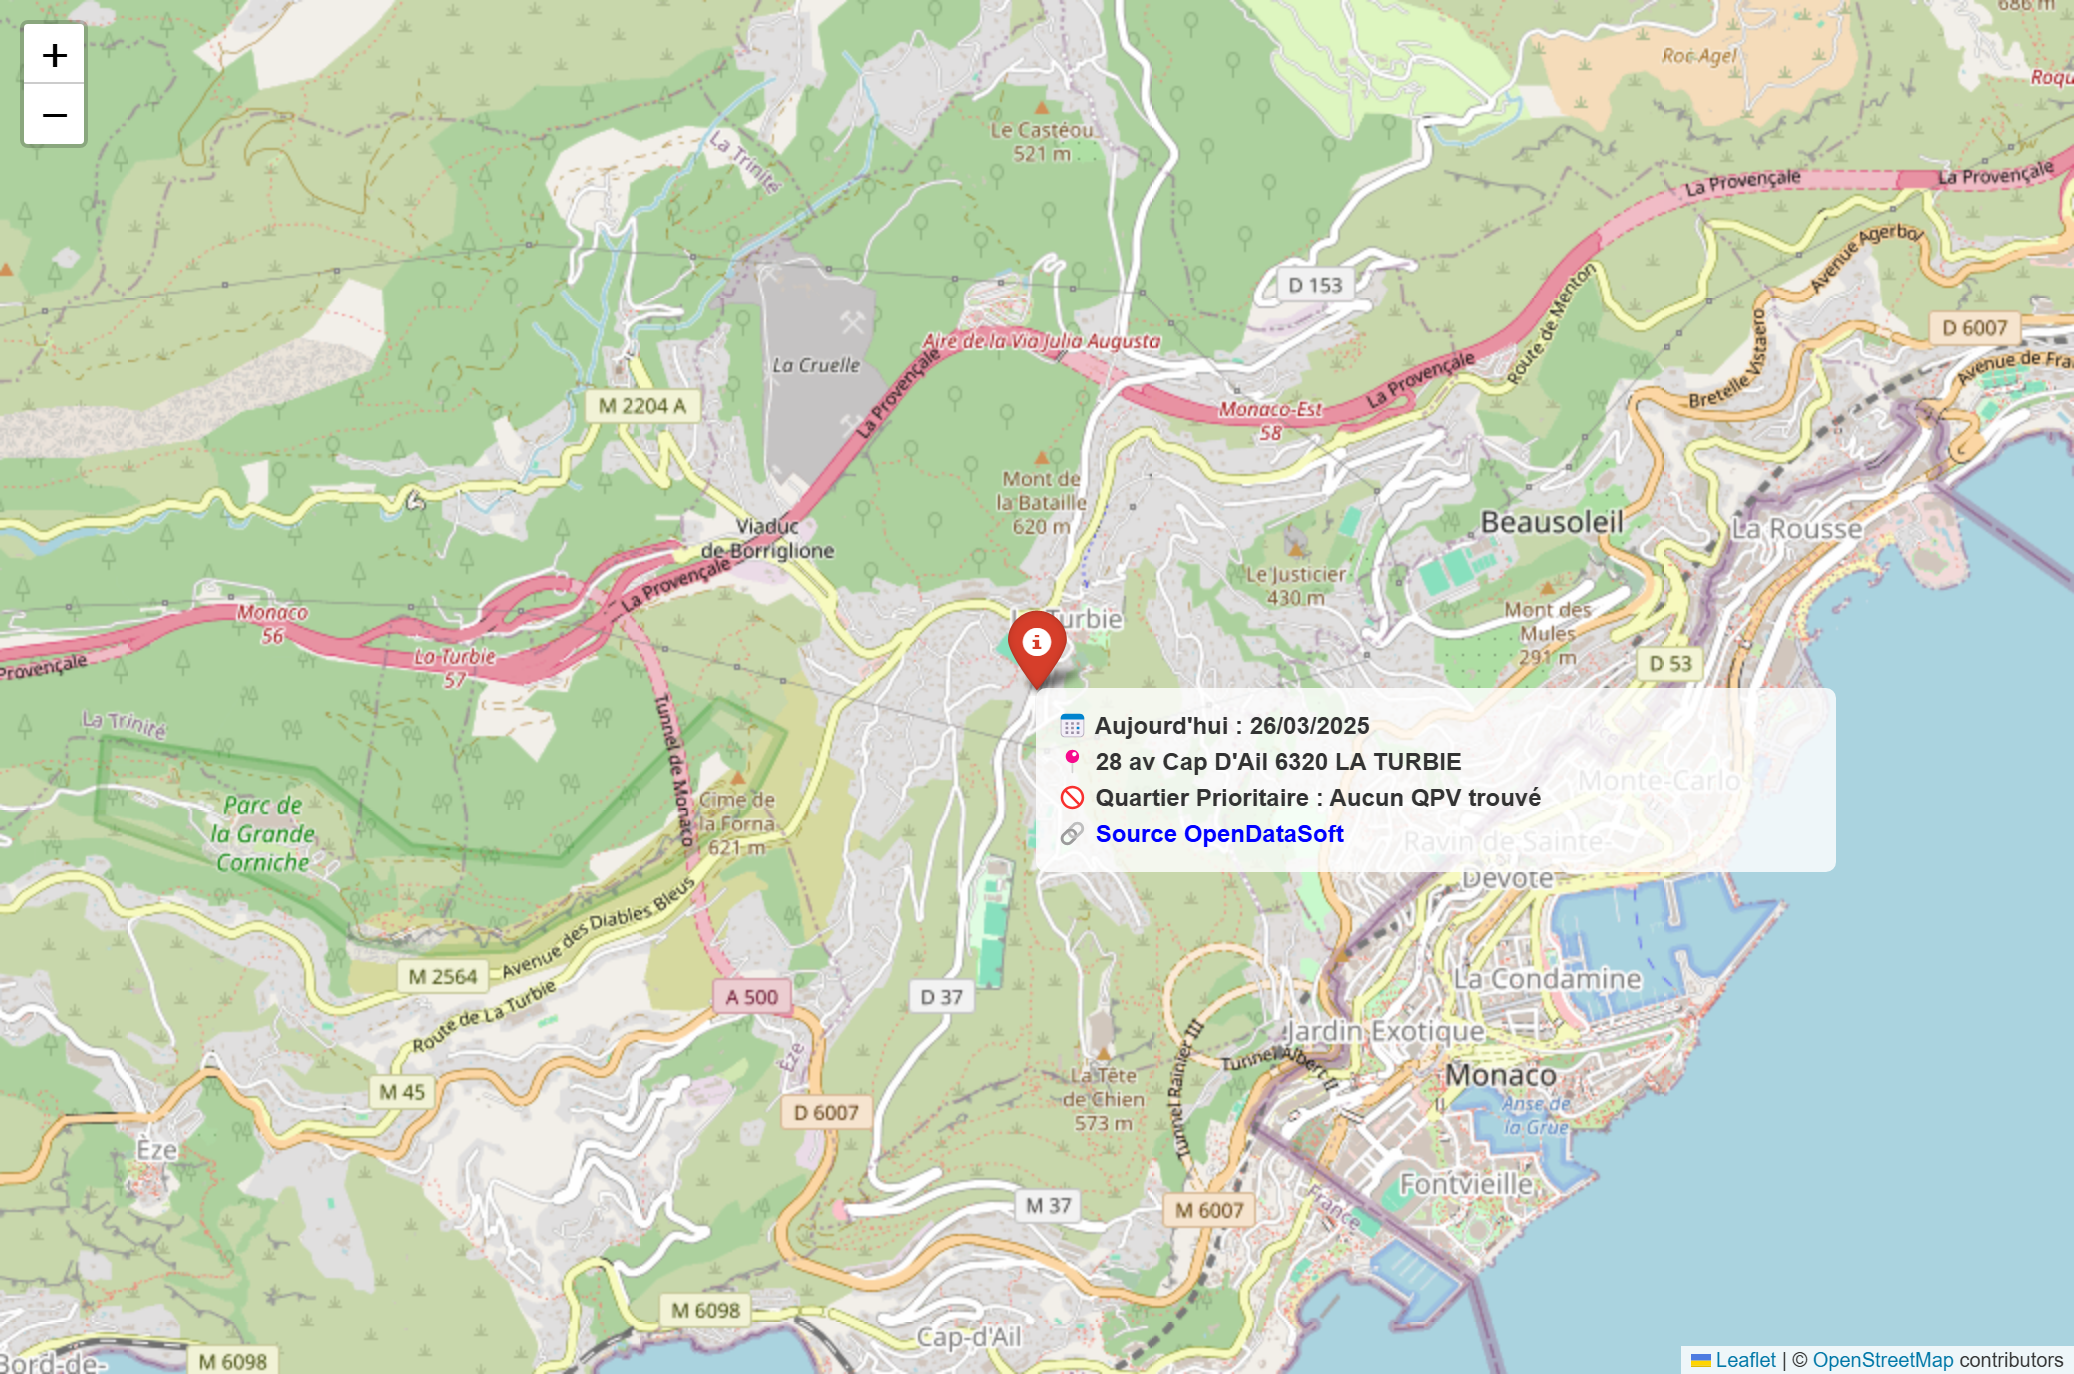 +
−
686 m
Roc Agel
Roqu
Le Castéou
521 m
La Trinité
La Provençale
La Provençale
Avenue Agerbol
D 153
D 6007
Route de Menton
Bretelle Vistaero
Avenue de Fra
Aire de la Via Julia Augusta
La Cruelle
La Provençale
La Provençale
M 2204 A
Monaco-Est
58
Mont de
la Bataille
620 m
Beausoleil
La Rousse
Viaduc
de Borriglione
La Provençale
Le Justicier
430 m
Mont des
Mules
291 m
Monaco
56
Turbie
La Turbie
57
Provençale
D 53
La Trinité
Tunnel de Monaco
Aujourd'hui : 26/03/2025
28 av Cap D'Ail 6320 LA TURBIE
Quartier Prioritaire : Aucun QPV trouvé
Source OpenDataSoft
Monte-Carlo
Ravin de Sainte-
Dévote
Parc de
la Grande
Corniche
Cime de
la Forna
621 m
Avenue des Diables Bleus
M 2564
Route de La Turbie
A 500
D 37
La Condamine
Jardin Exotique
Tunnel Albert II
Tunnel Rainier III
Monaco
Èze
M 45
D 6007
La Tête
de Chien
573 m
Anse de
la Grue
Èze
Fontvieille
France
M 37
M 6007
M 6098
Cap-d'Ail
Bord-de-
M 6098
Leaflet | © OpenStreetMap contributors